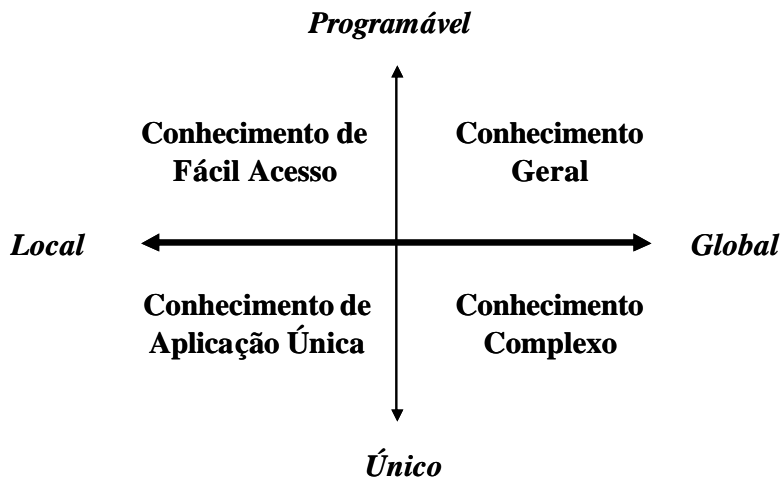 Programável
Conhecimento de
Fácil Acesso
Conhecimento
Geral
Local
Global
Conhecimento de
Aplicação Única
Conhecimento
Complexo
Único